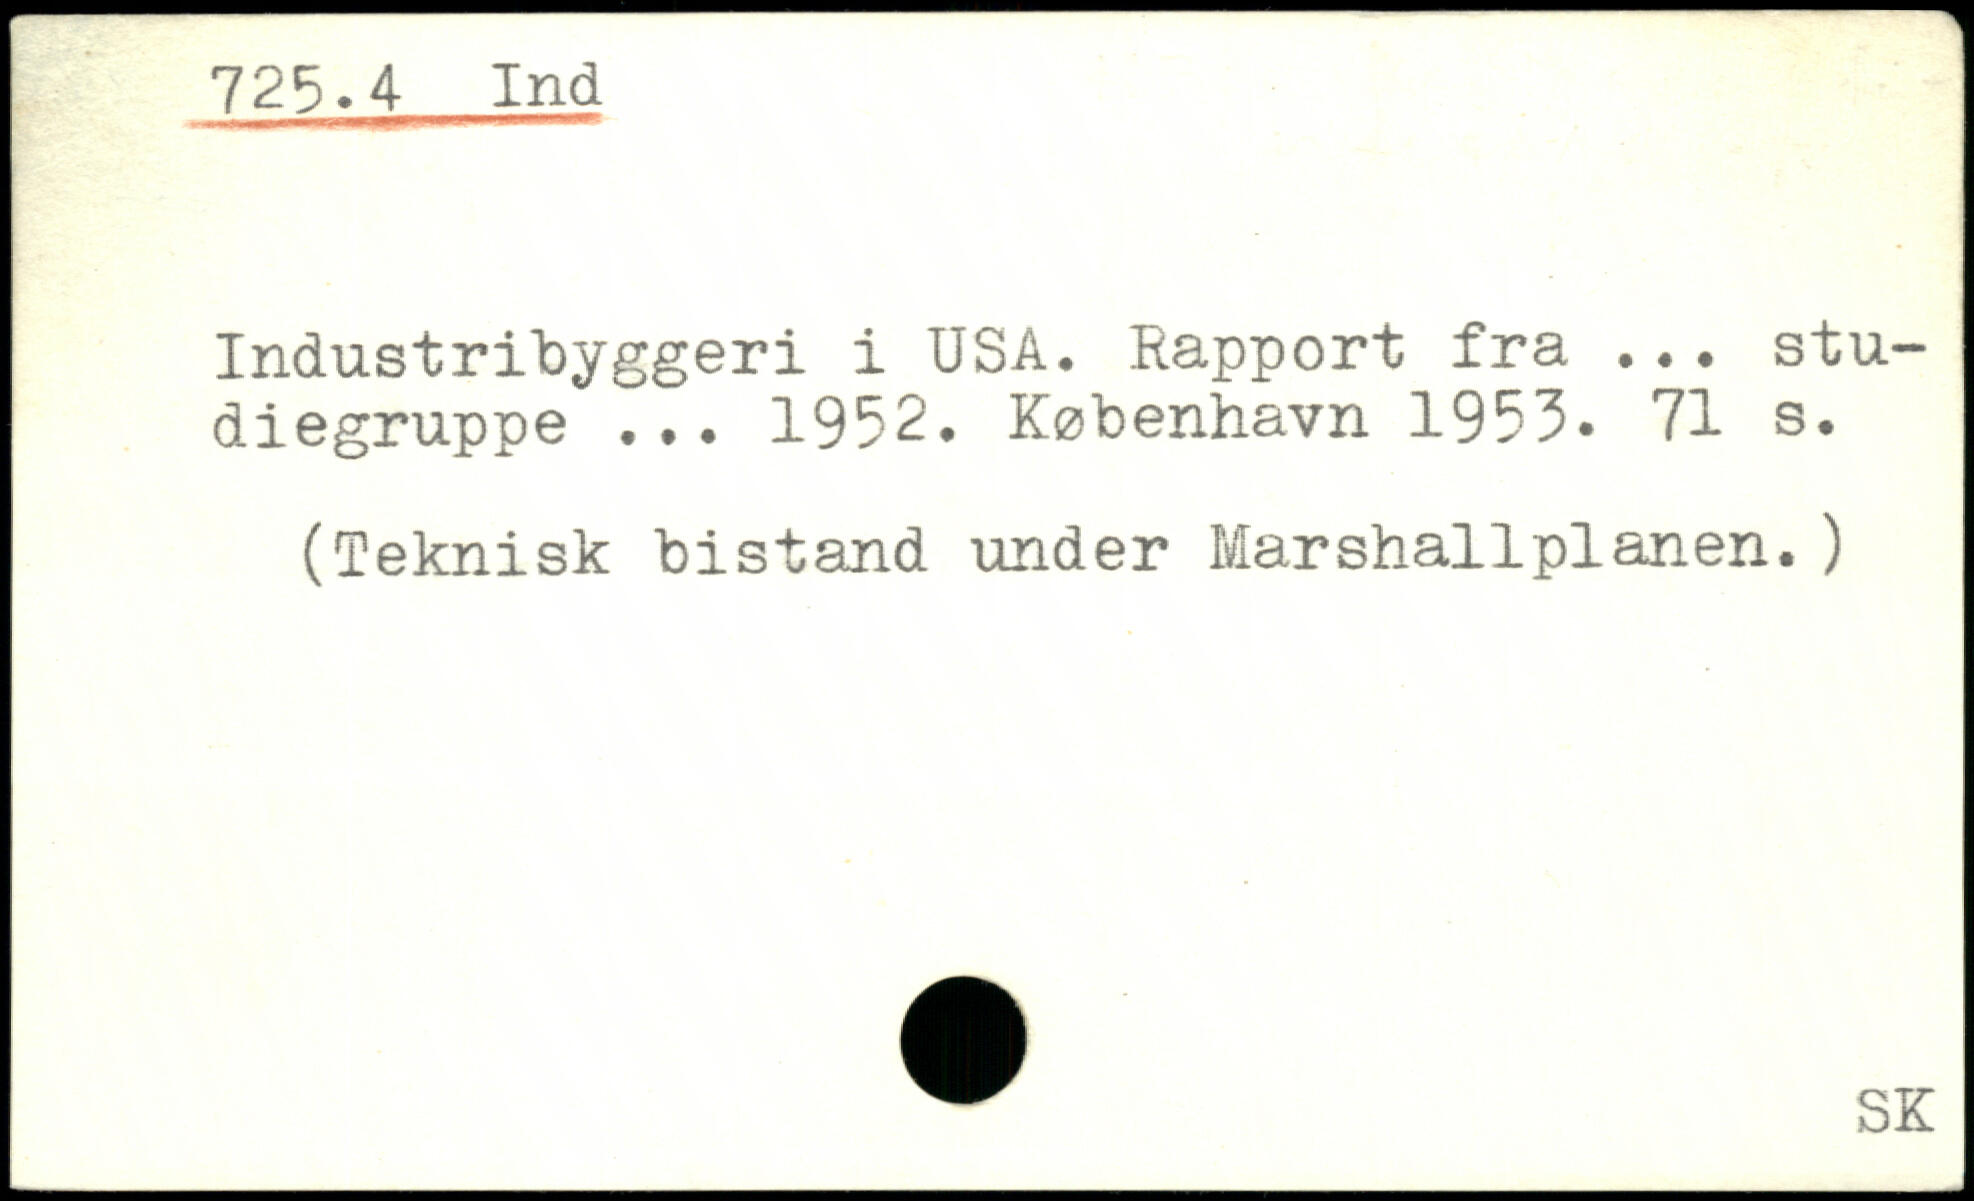 725.4 Ind
Industribyggeri i USA. Rapport fra ... stu-
diegruppe ... 1952. København 1953. 71 s.
(Teknisk bistand under Marshallplanen.)
SK